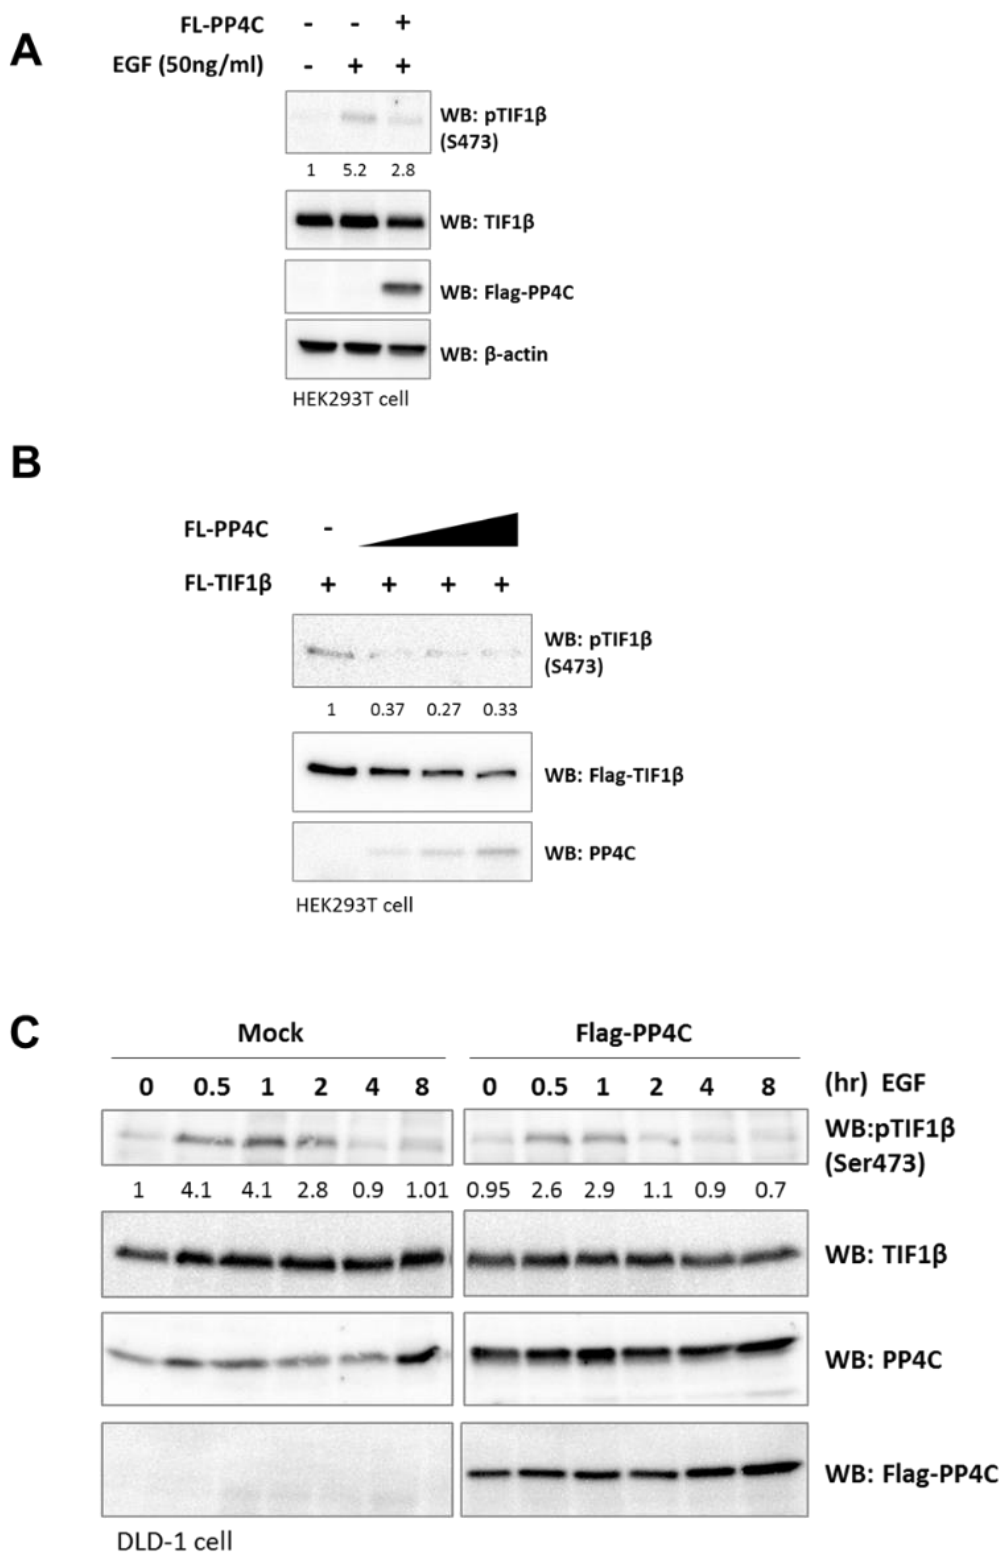 A
FL-PP4C - - +
EGF (50ng/ml) - + +
WB: pTIF1β
(S473)
1 5.2 2.8
WB: TIF1β
WB: Flag-PP4C
WB: β-actin
HEK293T cell
B
FL-PP4C -
FL-TIF1β + + + +
WB: pTIF1β
(S473)
1 0.37 0.27 0.33
WB: Flag-TIF1β
WB: PP4C
HEK293T cell
C
Mock Flag-PP4C
0 0.5 1 2 4 8 0 0.5 1 2 4 8 (hr) EGF
WB:pTIF1β
(Ser473)
1 4.1 4.1 2.8 0.9 1.01 0.95 2.6 2.9 1.1 0.9 0.7
WB: TIF1β
WB: PP4C
WB: Flag-PP4C
DLD-1 cell